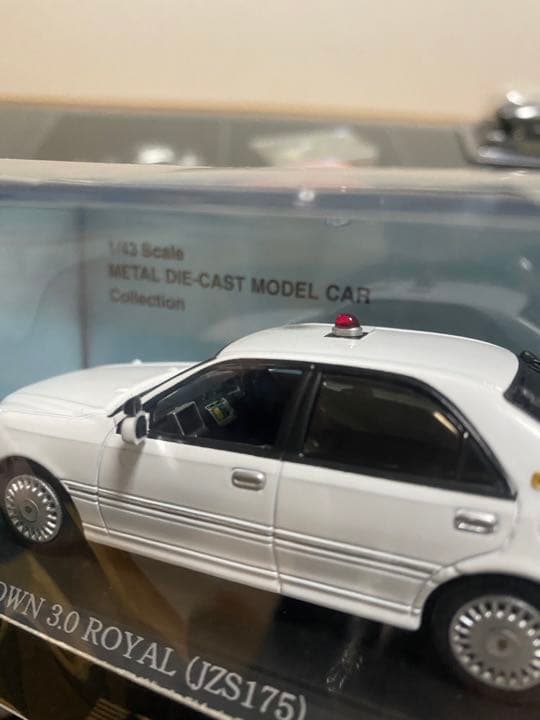 1/43 Scale
METAL DIE-CAST MODEL CAR
Collection
OWN 3.0 ROYAL (JZS175)